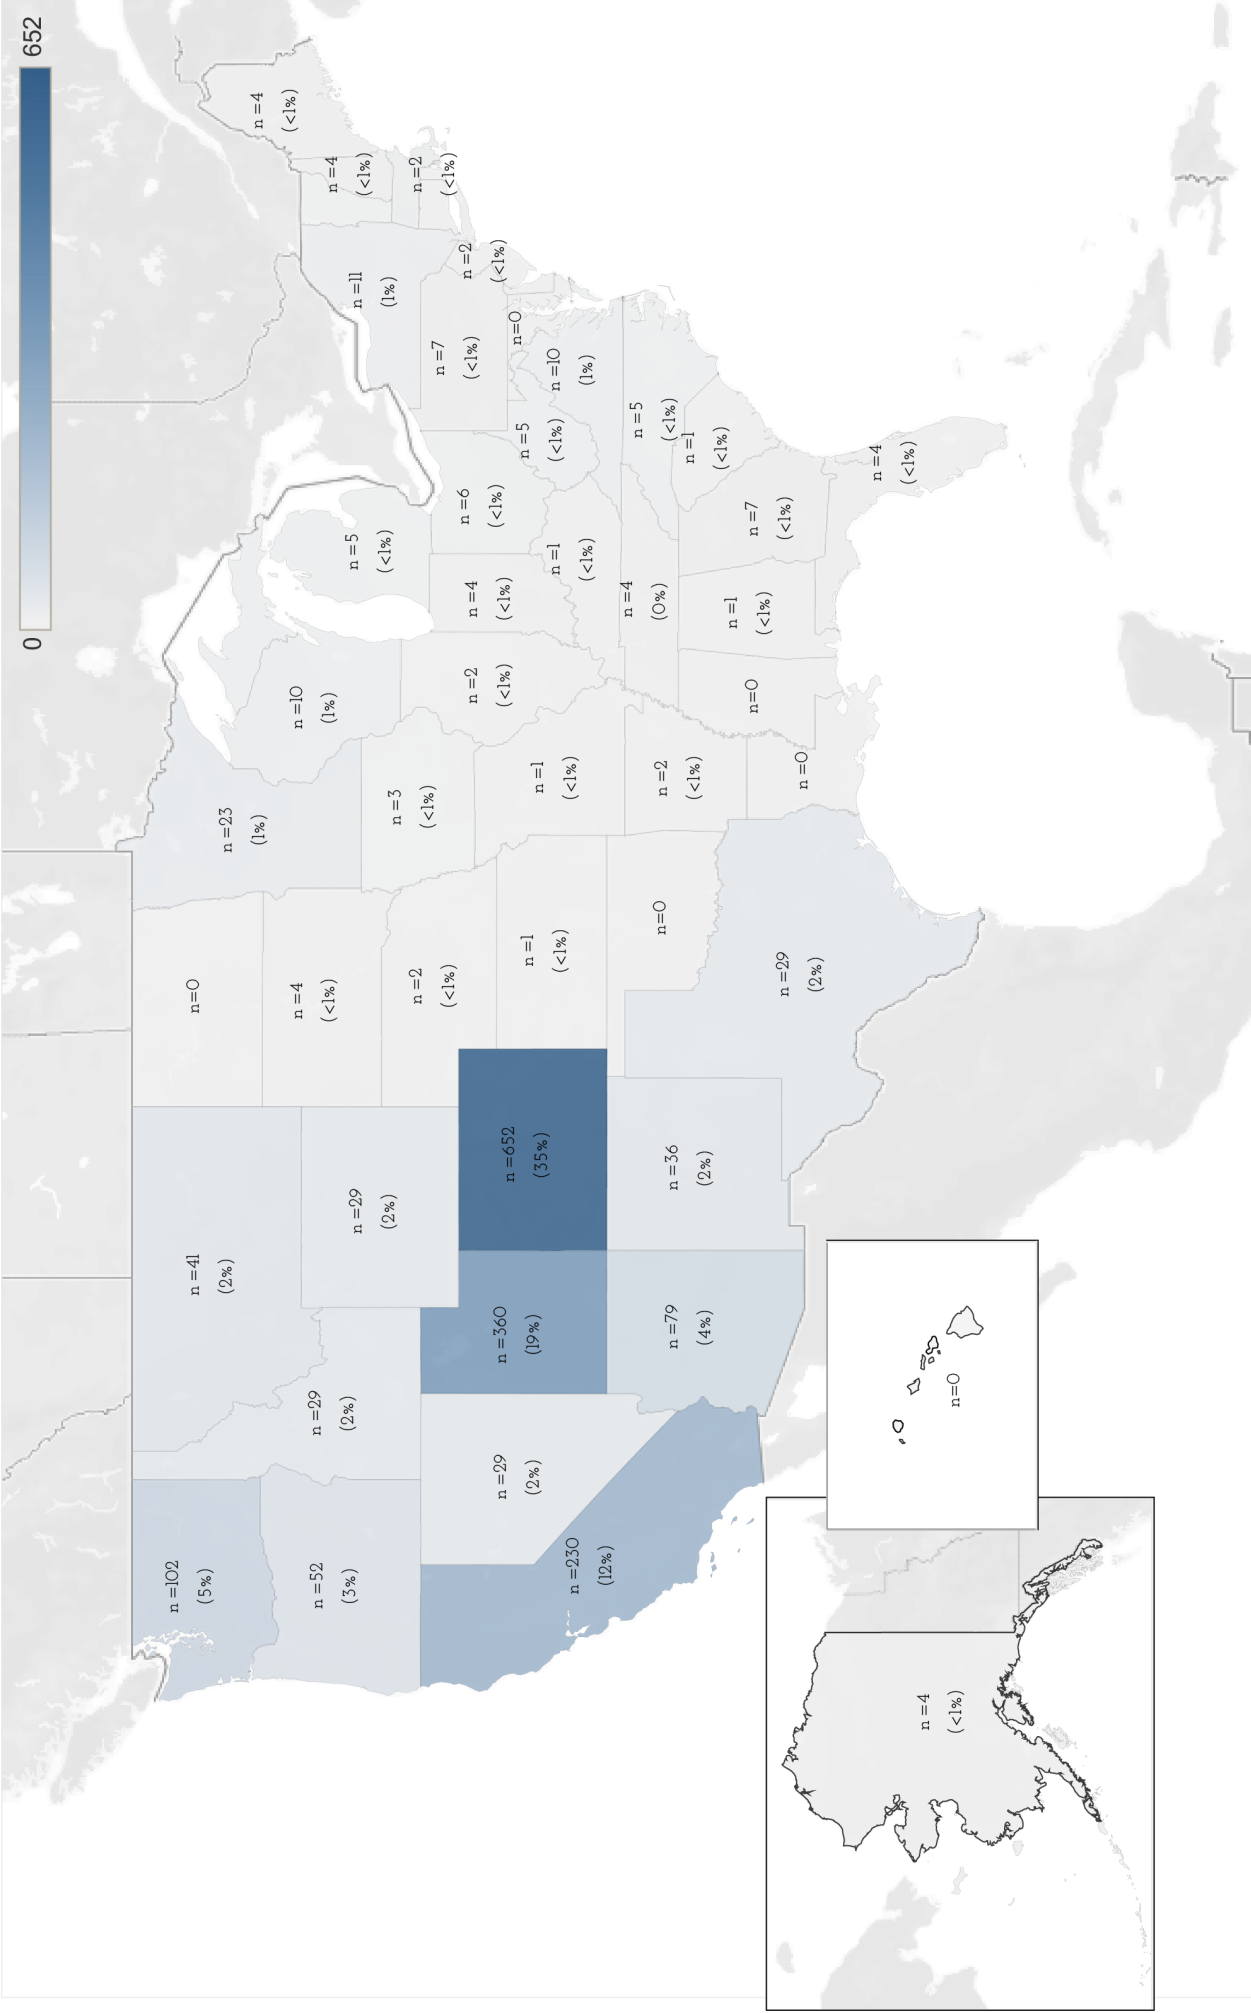 0
652
n =102
(5%)
n =52
(3%)
n =230
(12%)
n =29
(2%)
n =29
(2%)
n =41
(2%)
n =29
(2%)
n =360
(19%)
n =79
(4%)
n =652
(35%)
n =36
(2%)
n=0
n =4
(<1%)
n =2
(<1%)
n =1
(<1%)
n=0
n =29
(2%)
n =23
(1%)
n =3
(<1%)
n =1
(<1%)
n =2
(<1%)
n =0
n =10
(1%)
n =2
(<1%)
n =5
(<1%)
n =4
(<1%)
n =6
(<1%)
n =1
(<1%)
n =4
(0%)
n=0
n =1
(<1%)
n =7
(<1%)
n =4
(<1%)
n =1
(<1%)
n =5
(<1%)
n =10
(1%)
n =5
(<1%)
n=0
n =7
(<1%)
n =2
(<1%)
n =11
(1%)
n =2
(<1%)
n =4
(<1%)
n =4
(<1%)
n =4
(<1%)
n=0